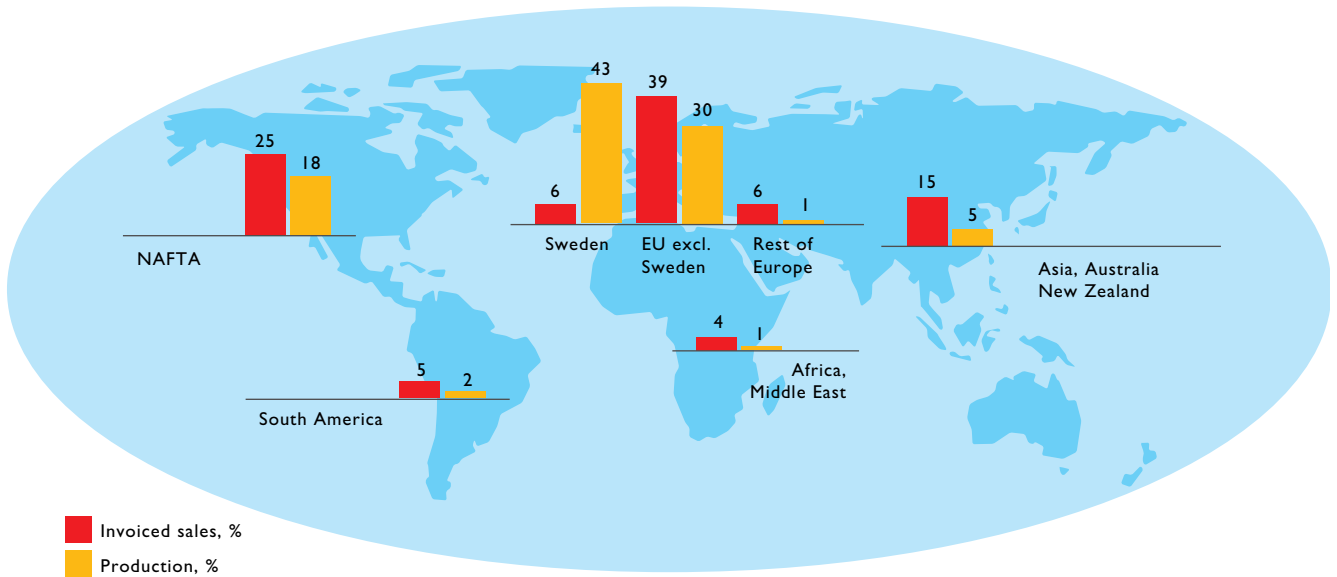 43
39
30
25
18
6
6
1
15
5
Sweden
EU excl.
Sweden
Rest of
Europe
NAFTA
Asia, Australia
New Zealand
4
1
Africa,
Middle East
5
2
South America
Invoiced sales, %
Production, %